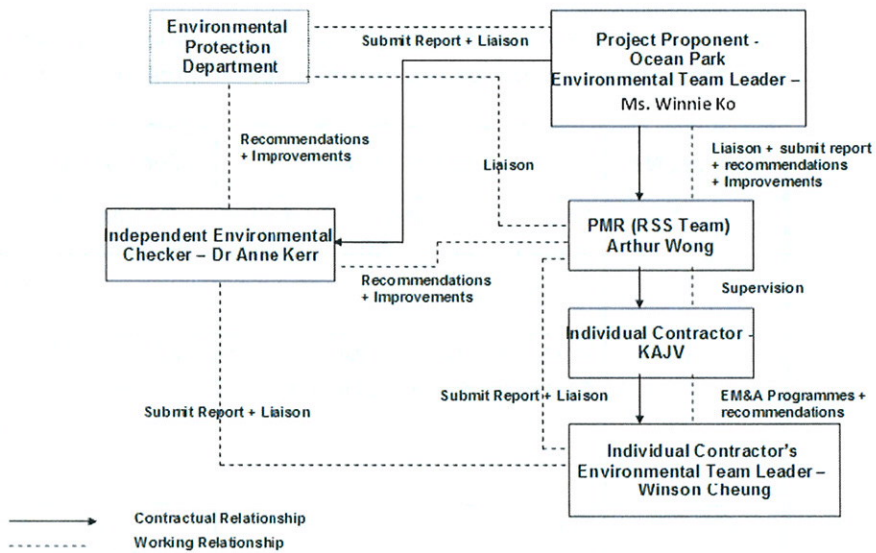 Environmental
Protection
Department
Submit Report + Liaison
Project Proponent -
Ocean Park
Environmental Team Leader –
Ms. Winnie Ko
Recommendations
+ Improvements
Liaison
Liaison + submit report
+ recommendations
+ Improvements
Independent Environmental
Checker – Dr Anne Kerr
PMR (RSS Team)
Arthur Wong
Recommendations
+ Improvements
Supervision
Individual Contractor -
KAJV
Submit Report + Liaison
Submit Report + Liaison
EM&A Programmes +
recommendations
Individual Contractor's
Environmental Team Leader –
Winson Cheung
Contractual Relationship
Working Relationship